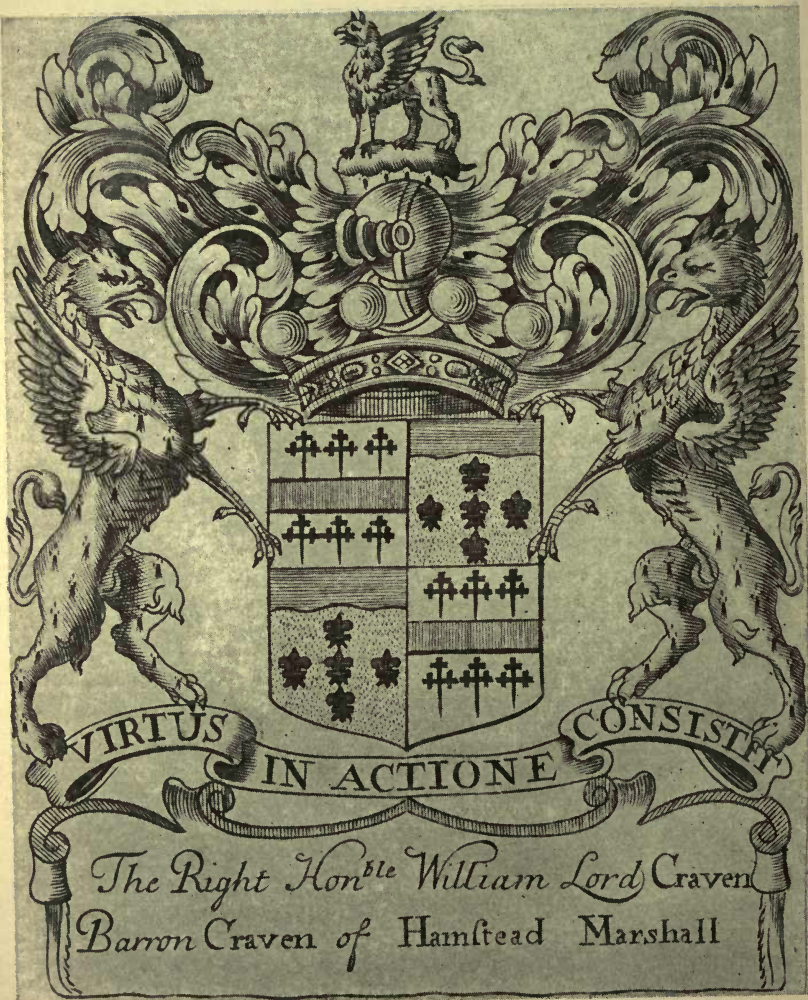 VIRTUS IN ACTIONE CONSISTIT
The Right Honble William Lord Craven
Barron Craven of Hamſtead Marshall